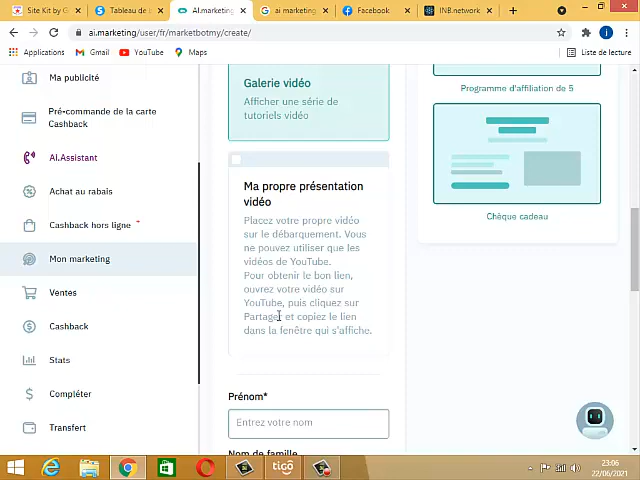 Site Kit by G
Tableau de b
AI.marketing
ai marketing
Facebook
INB.network
ai.marketing/user/fr/marketbotmy/create/
Applications
Gmail
YouTube
Maps
Liste de lecture
Ma publicité
Pré-commande de la carte
Cashback
AI.Assistant
Achat au rabais
Cashback hors ligne *
Mon marketing
Ventes
Cashback
Stats
Compléter
Transfert
Galerie vidéo
Afficher une série de
tutoriels vidéo
Ma propre présentation
vidéo
Placez votre propre vidéo
sur le débarquement. Vous
ne pouvez utiliser que les
vidéos de YouTube.
Pour obtenir le bon lien,
ouvrez votre vidéo sur
YouTube, puis cliquez sur
Partager et copiez le lien
dans la fenêtre qui s'affiche.
Prénom*
Entrez votre nom
Nom de famille
Programme d'affiliation de 5
Chèque cadeau
tigo
23:06
22/06/2021